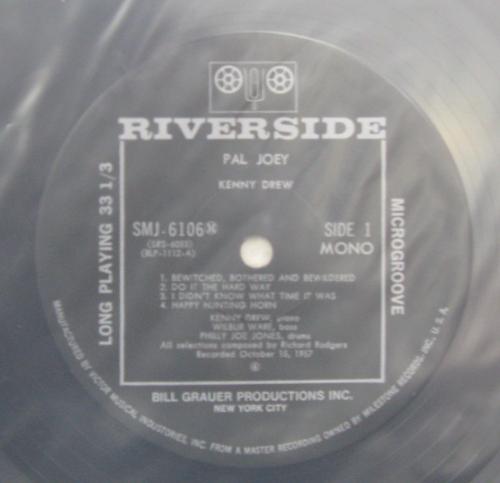 RIVERSIDE
PAL JOEY
KENNY DREW
SMJ-6106
SIDE 1
(SRS-6033)
(RLP-1112-A)
MONO
LONG PLAYING 33 1/3
MICROGROOVE
1. BEWITCHED, BOTHERED AND BEWILDERED
2. DO IT THE HARD WAY
3. I DIDN'T KNOW WHAT TIME IT WAS
4. HAPPY HUNTING HORN
KENNY DREW, piano
WILBUR WARE, bass
PHILLY JOE JONES, drums
All selections composed by Richard Rodgers
Recorded October 15, 1957
BILL GRAUER PRODUCTIONS INC.
NEW YORK CITY
MANUFACTURED BY VICTOR MUSICAL INDUSTRIES, INC. FROM A MASTER RECORDING OWNED BY MILESTONE RECORDS, INC. U.S.A.